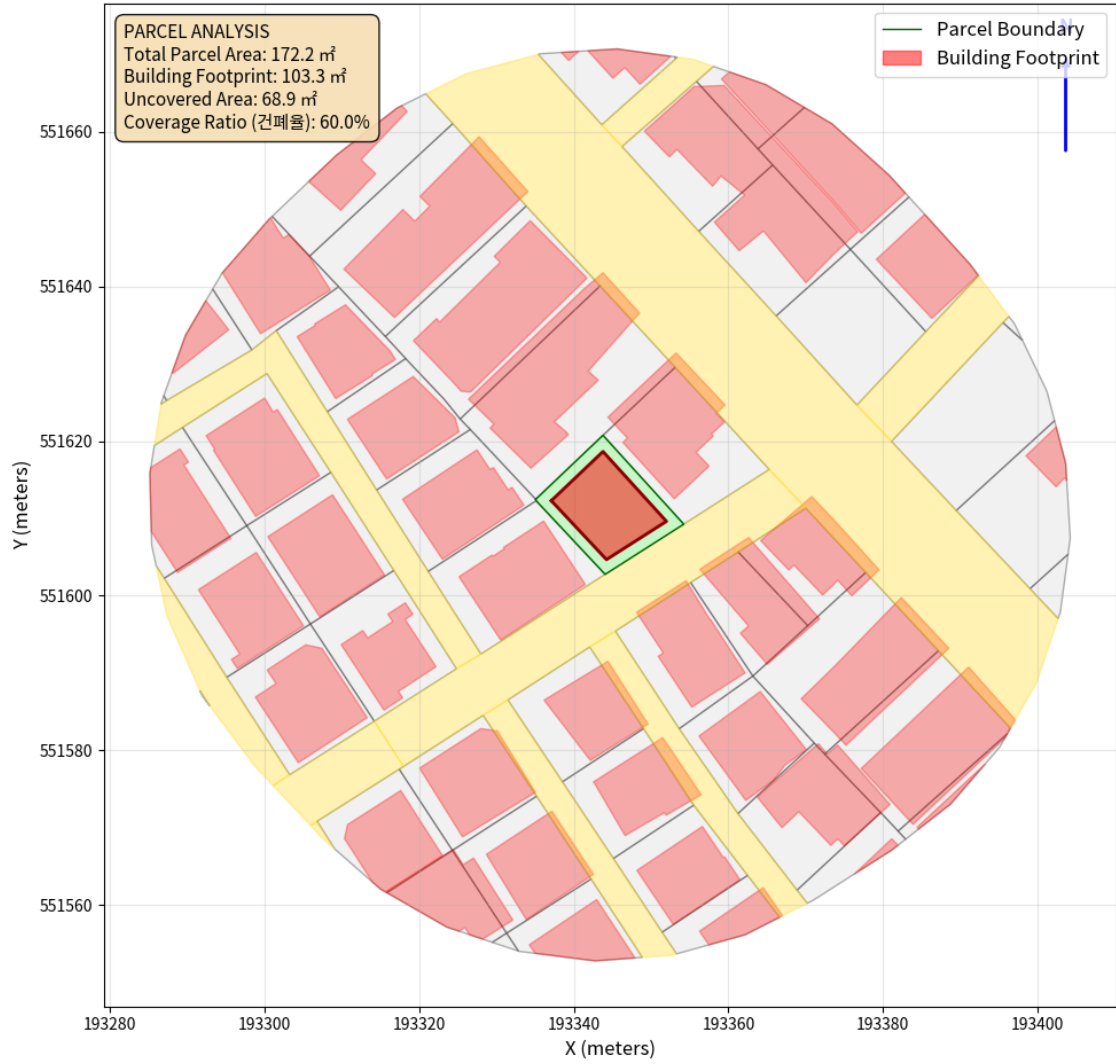 PARCEL ANALYSIS
Total Parcel Area: 172.2 ㎡
Building Footprint: 103.3 ㎡
Uncovered Area: 68.9 ㎡
Coverage Ratio (건폐율): 60.0%
N
Parcel Boundary
Building Footprint
551660
551640
551620
551600
551580
551560
Y (meters)
193280
193300
193320
193340
193360
193380
193400
X (meters)